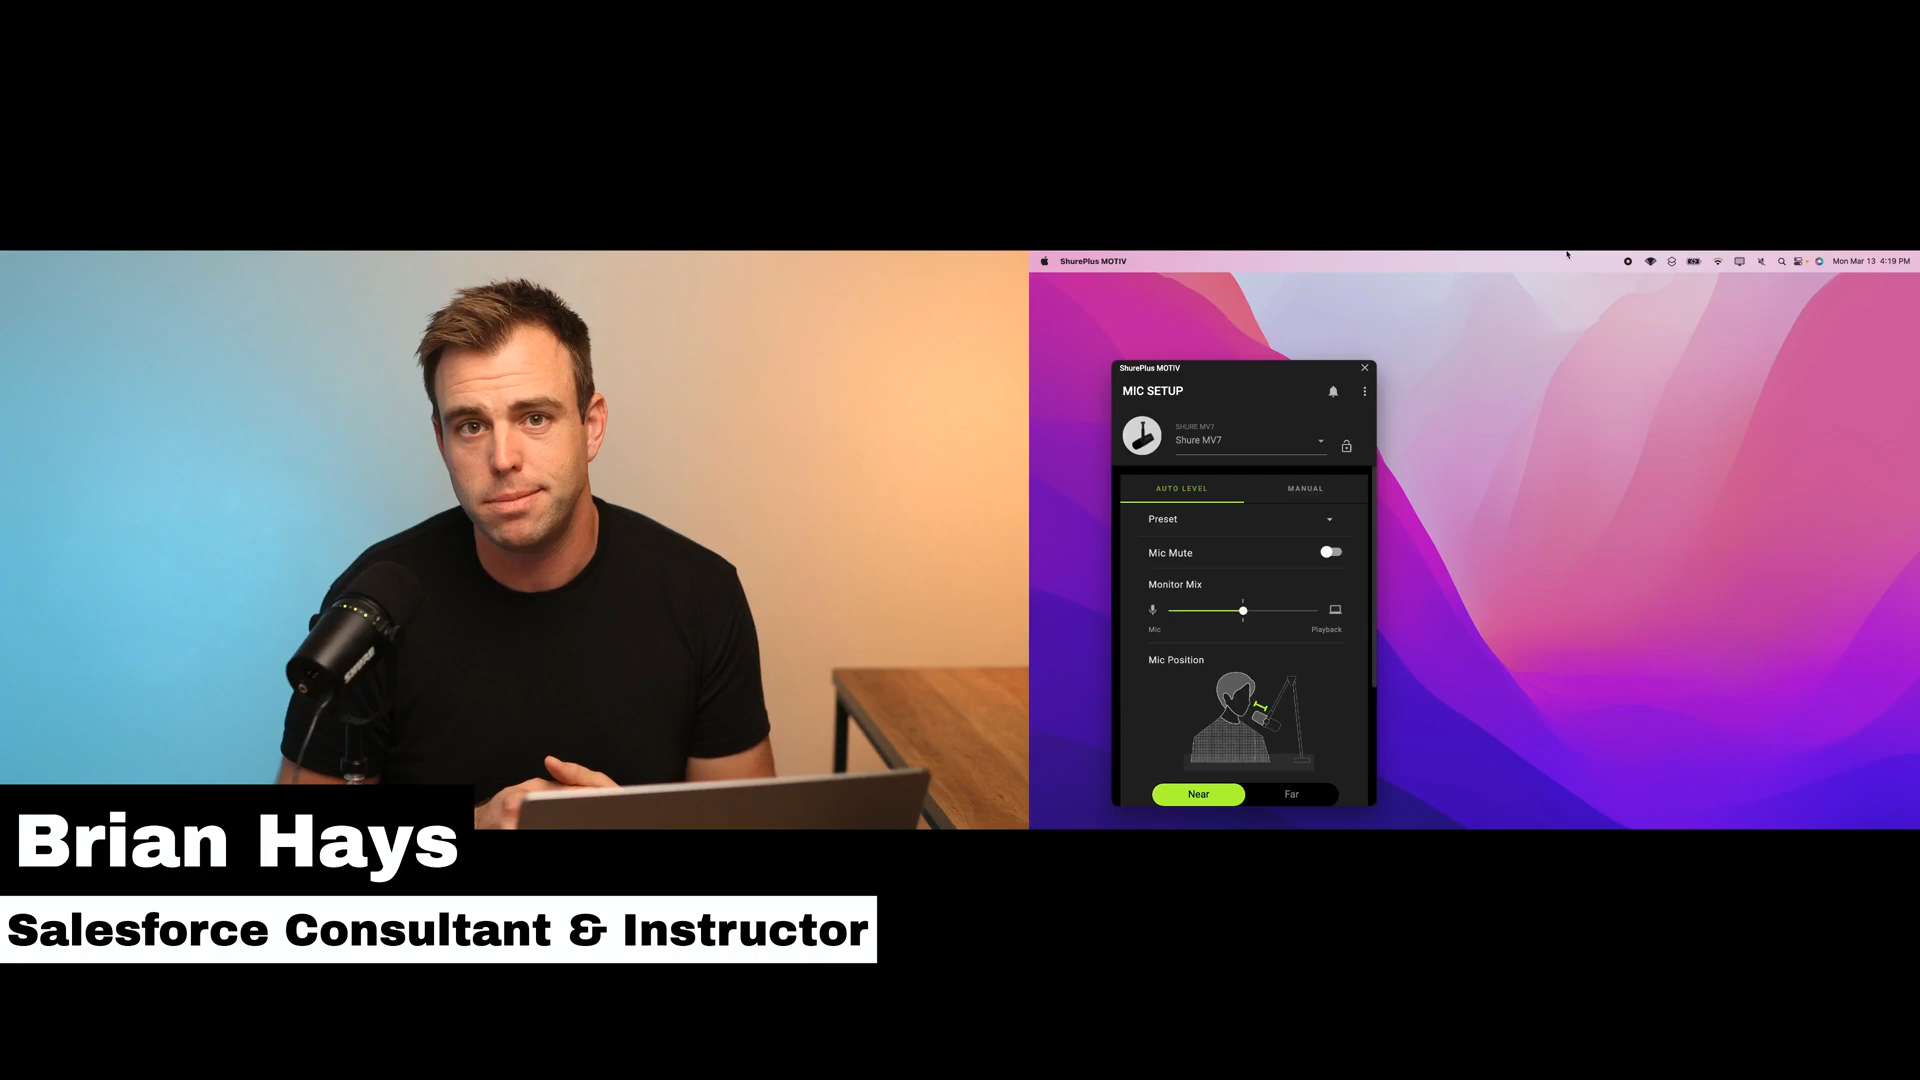 ShurePlus MOTIV
Mon Mar 13 4:19 PM
ShurePlus MOTIV
MIC SETUP
SHURE MV7
Shure MV7
AUTO LEVEL MANUAL
Preset
Mic Mute
Monitor Mix
Mic Playback
Mic Position
Near Far
SHURE
Brian Hays
Salesforce Consultant & Instructor